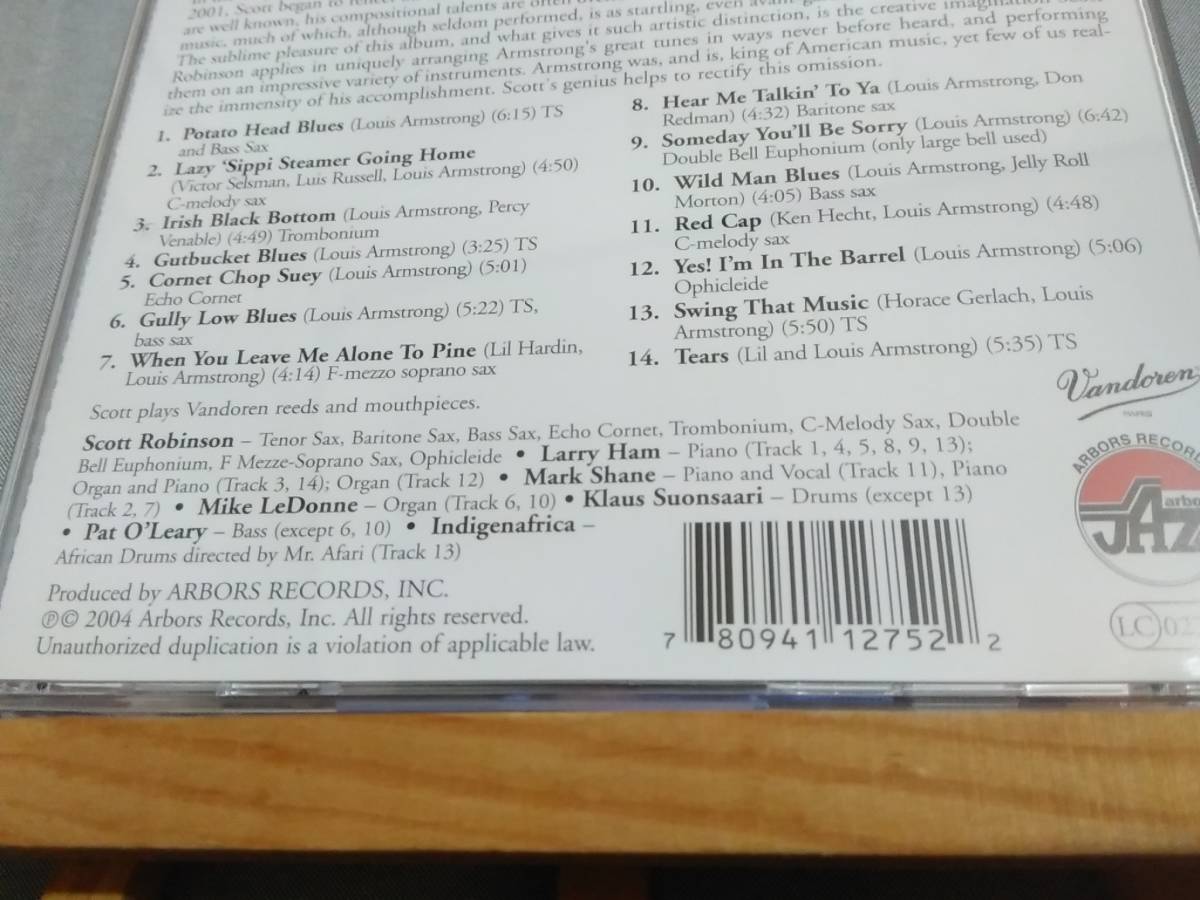 2001, Scott began to
are well known, his compositional talents are often
music, much of which, although seldom performed, is as startling, even
The sublime pleasure of this album, and what gives it such artistic distinction, is the creative imagination
Robinson applies in uniquely arranging Armstrong's great tunes in ways never before heard, and performing
them on an impressive variety of instruments. Armstrong was, and is, king of American music, yet few of us real-
ize the immensity of his accomplishment. Scott's genius helps to rectify this omission.
1. Potato Head Blues (Louis Armstrong) (6:15) TS
and Bass Sax
2. Lazy 'Sippi Steamer Going Home
(Victor Selsman, Luis Russell, Louis Armstrong) (4:50)
C-melody sax
3. Irish Black Bottom (Louis Armstrong, Percy
Venable) (4:49) Trombonium
4. Gutbucket Blues (Louis Armstrong) (3:25) TS
5. Cornet Chop Suey (Louis Armstrong) (5:01)
Echo Cornet
6. Gully Low Blues (Louis Armstrong) (5:22) TS,
bass sax
7. When You Leave Me Alone To Pine (Lil Hardin,
Louis Armstrong) (4:14) F-mezzo soprano sax
8. Hear Me Talkin' To Ya (Louis Armstrong, Don
Redman) (4:32) Baritone sax
9. Someday You'll Be Sorry (Louis Armstrong) (6:42)
Double Bell Euphonium (only large bell used)
10. Wild Man Blues (Louis Armstrong, Jelly Roll
Morton) (4:05) Bass sax
11. Red Cap (Ken Hecht, Louis Armstrong) (4:48)
C-melody sax
12. Yes! I'm In The Barrel (Louis Armstrong) (5:06)
Ophicleide
13. Swing That Music (Horace Gerlach, Louis
Armstrong) (5:50) TS
14. Tears (Lil and Louis Armstrong) (5:35) TS
Scott plays Vandoren reeds and mouthpieces.
Vandoren
PARIS
Scott Robinson – Tenor Sax, Baritone Sax, Bass Sax, Echo Cornet, Trombonium, C-Melody Sax, Double
Bell Euphonium, F Mezze-Soprano Sax, Ophicleide • Larry Ham – Piano (Track 1, 4, 5, 8, 9, 13);
Organ and Piano (Track 3, 14); Organ (Track 12) • Mark Shane – Piano and Vocal (Track 11), Piano
(Track 2, 7) • Mike LeDonne – Organ (Track 6, 10) • Klaus Suonsaari – Drums (except 13)
• Pat O'Leary – Bass (except 6, 10) • Indigenafrica –
African Drums directed by Mr. Afari (Track 13)
ARBORS RECORDS
arbo
JAZZ
Produced by ARBORS RECORDS, INC.
℗© 2004 Arbors Records, Inc. All rights reserved.
Unauthorized duplication is a violation of applicable law.
7 80941 12752 2
LC 02